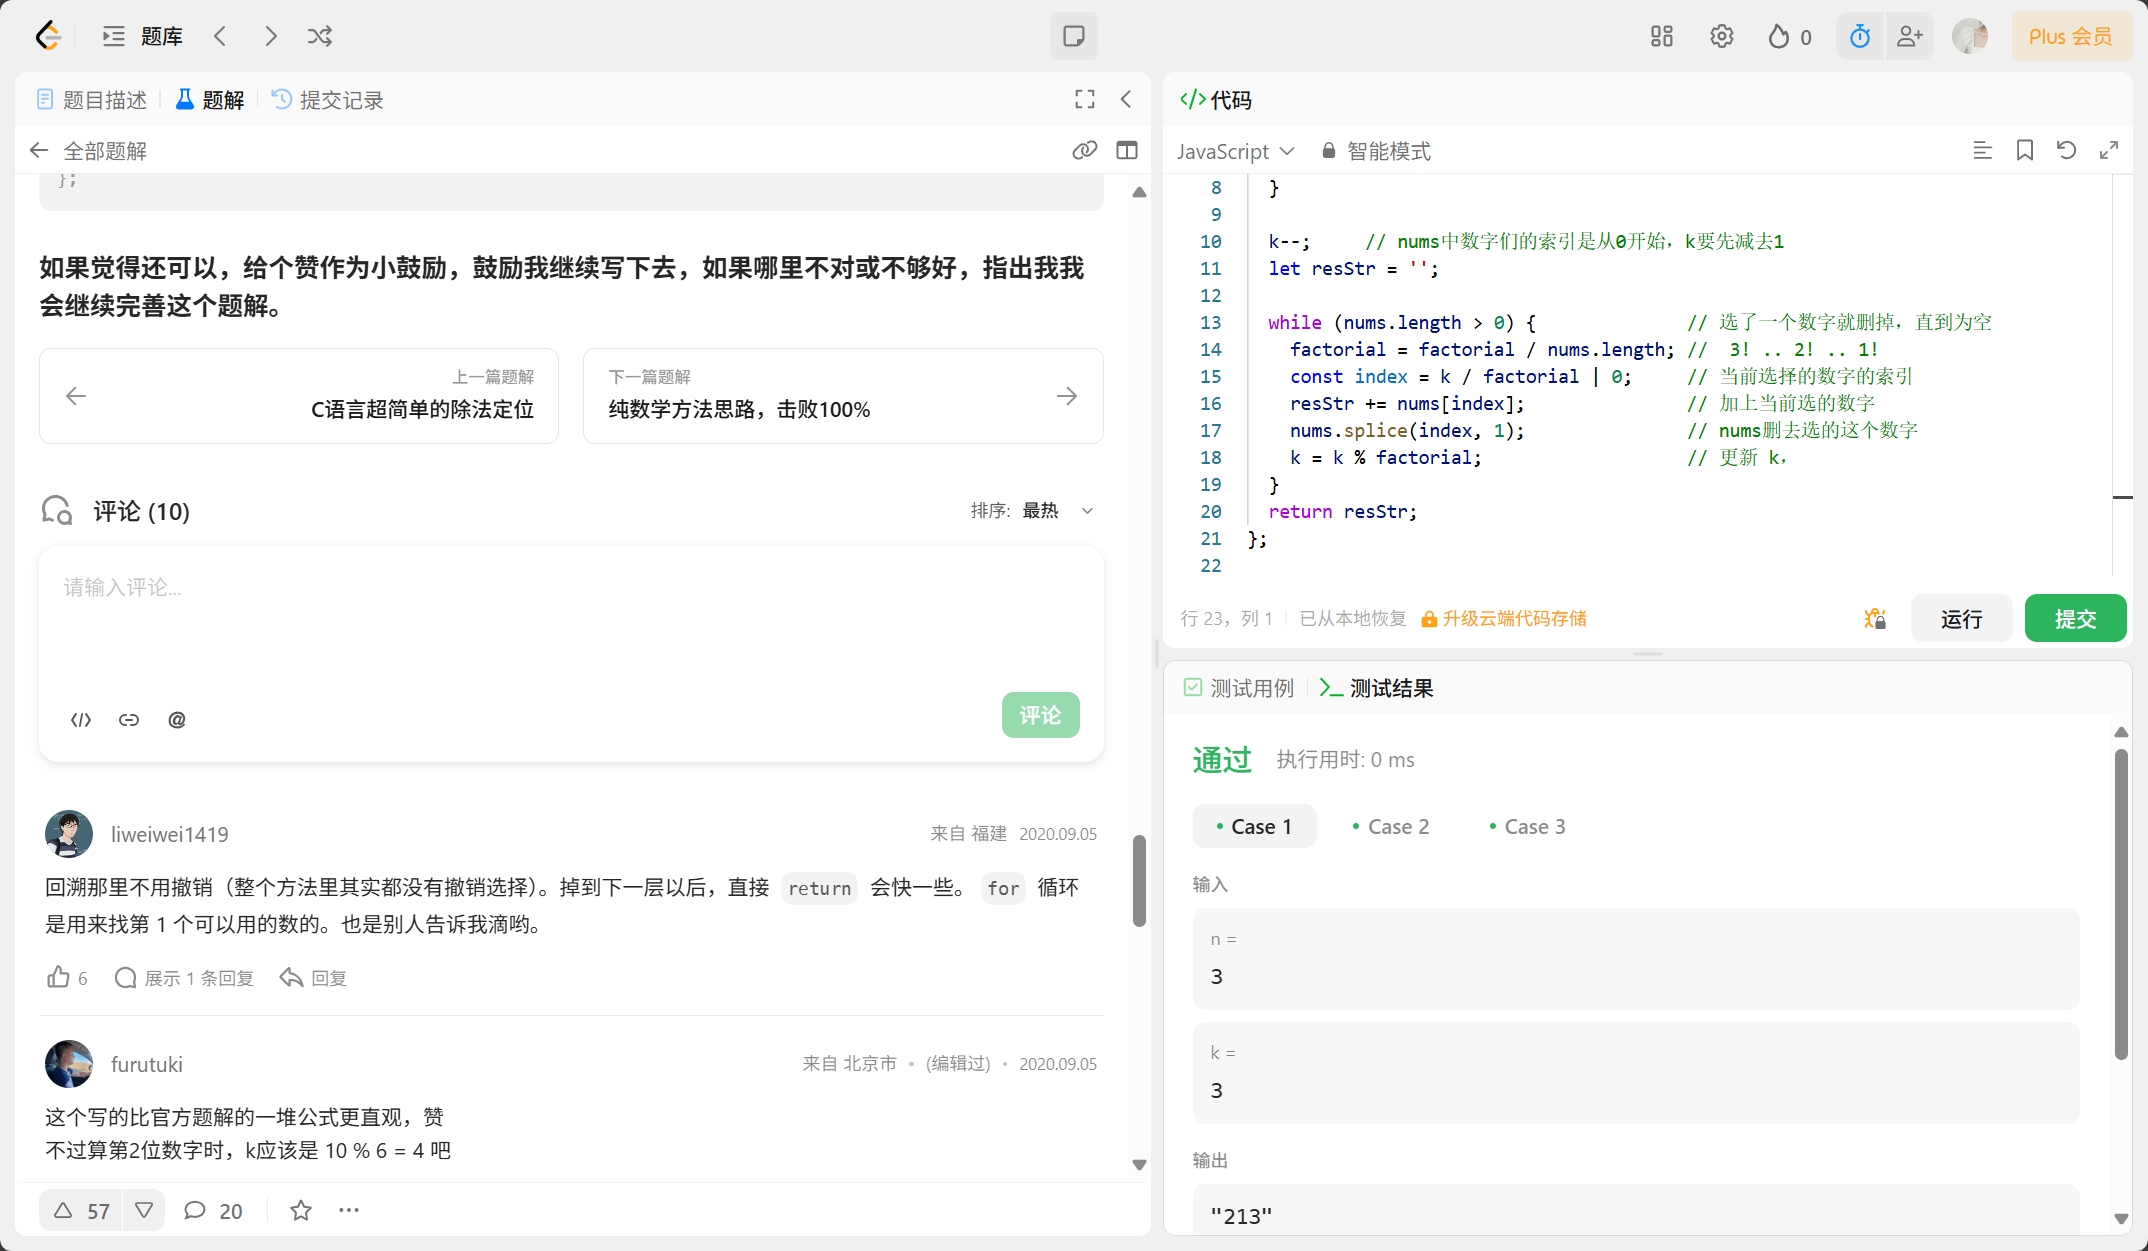 题库
0
Plus 会员
题目描述
题解
提交记录
全部题解
};
如果觉得还可以，给个赞作为小鼓励，鼓励我继续写下去，如果哪里不对或不够好，指出我我
会继续完善这个题解。
上一篇题解
C语言超简单的除法定位
下一篇题解
纯数学方法思路，击败100%
评论 (10)
排序: 最热
请输入评论...
</>
@
评论
liweiwei1419
来自 福建 2020.09.05
回溯那里不用撤销（整个方法里其实都没有撤销选择）。掉到下一层以后，直接 return 会快一些。 for 循环
是用来找第 1 个可以用的数的。也是别人告诉我滴哟。
6 展示 1 条回复 回复
furutuki
来自 北京市 • (编辑过) • 2020.09.05
这个写的比官方题解的一堆公式更直观，赞
不过算第2位数字时，k应该是 10 % 6 = 4 吧
57
20
</> 代码
JavaScript 智能模式
8 }
9
10 k--; // nums中数字们的索引是从0开始，k要先减去1
11 let resStr = '';
12
13 while (nums.length > 0) { // 选了一个数字就删掉，直到为空
14 factorial = factorial / nums.length; // 3! .. 2! .. 1!
15 const index = k / factorial | 0; // 当前选择的数字的索引
16 resStr += nums[index]; // 加上当前选的数字
17 nums.splice(index, 1); // nums删去选的这个数字
18 k = k % factorial; // 更新 k，
19 }
20 return resStr;
21 };
22
行 23，列 1 已从本地恢复 升级云端代码存储
运行
提交
测试用例
测试结果
通过 执行用时: 0 ms
• Case 1 • Case 2 • Case 3
输入
n =
3
k =
3
输出
"213"